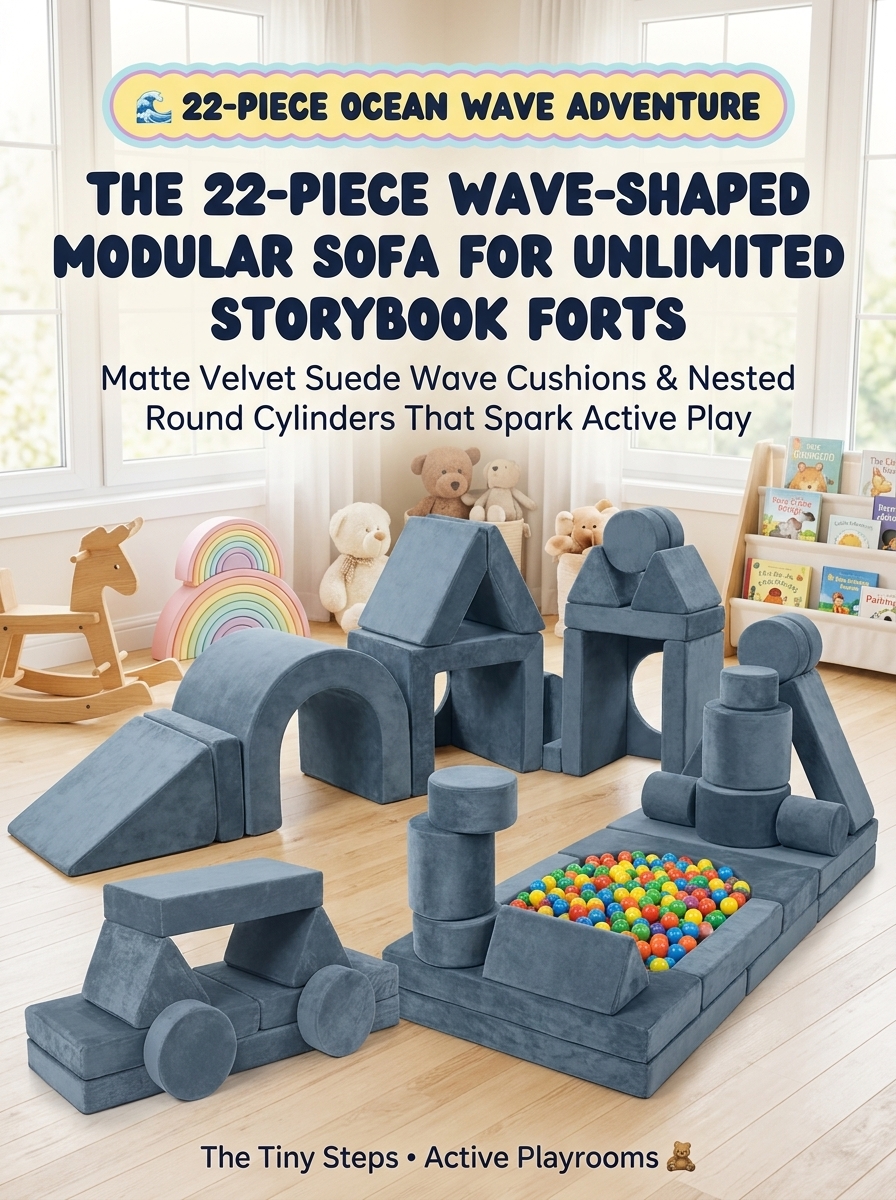 🌊 22-PIECE OCEAN WAVE ADVENTURE
THE 22-PIECE WAVE-SHAPED
MODULAR SOFA FOR UNLIMITED
STORYBOOK FORTS
Matte Velvet Suede Wave Cushions & Nested
Round Cylinders That Spark Active Play
The Tiny Steps • Active Playrooms 🧸